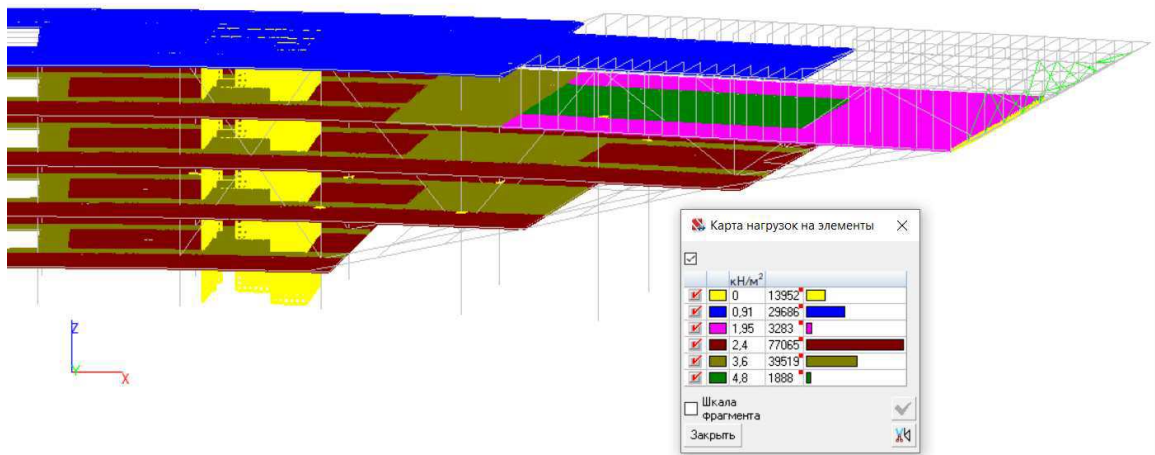 Карта нагрузок на элементы
кН/м²
0 13952
0,91 29686
1,95 3283
2,4 77065
3,6 39519
4,8 1888
Шкала
фрагмента
Закрыть
Z
Y
X